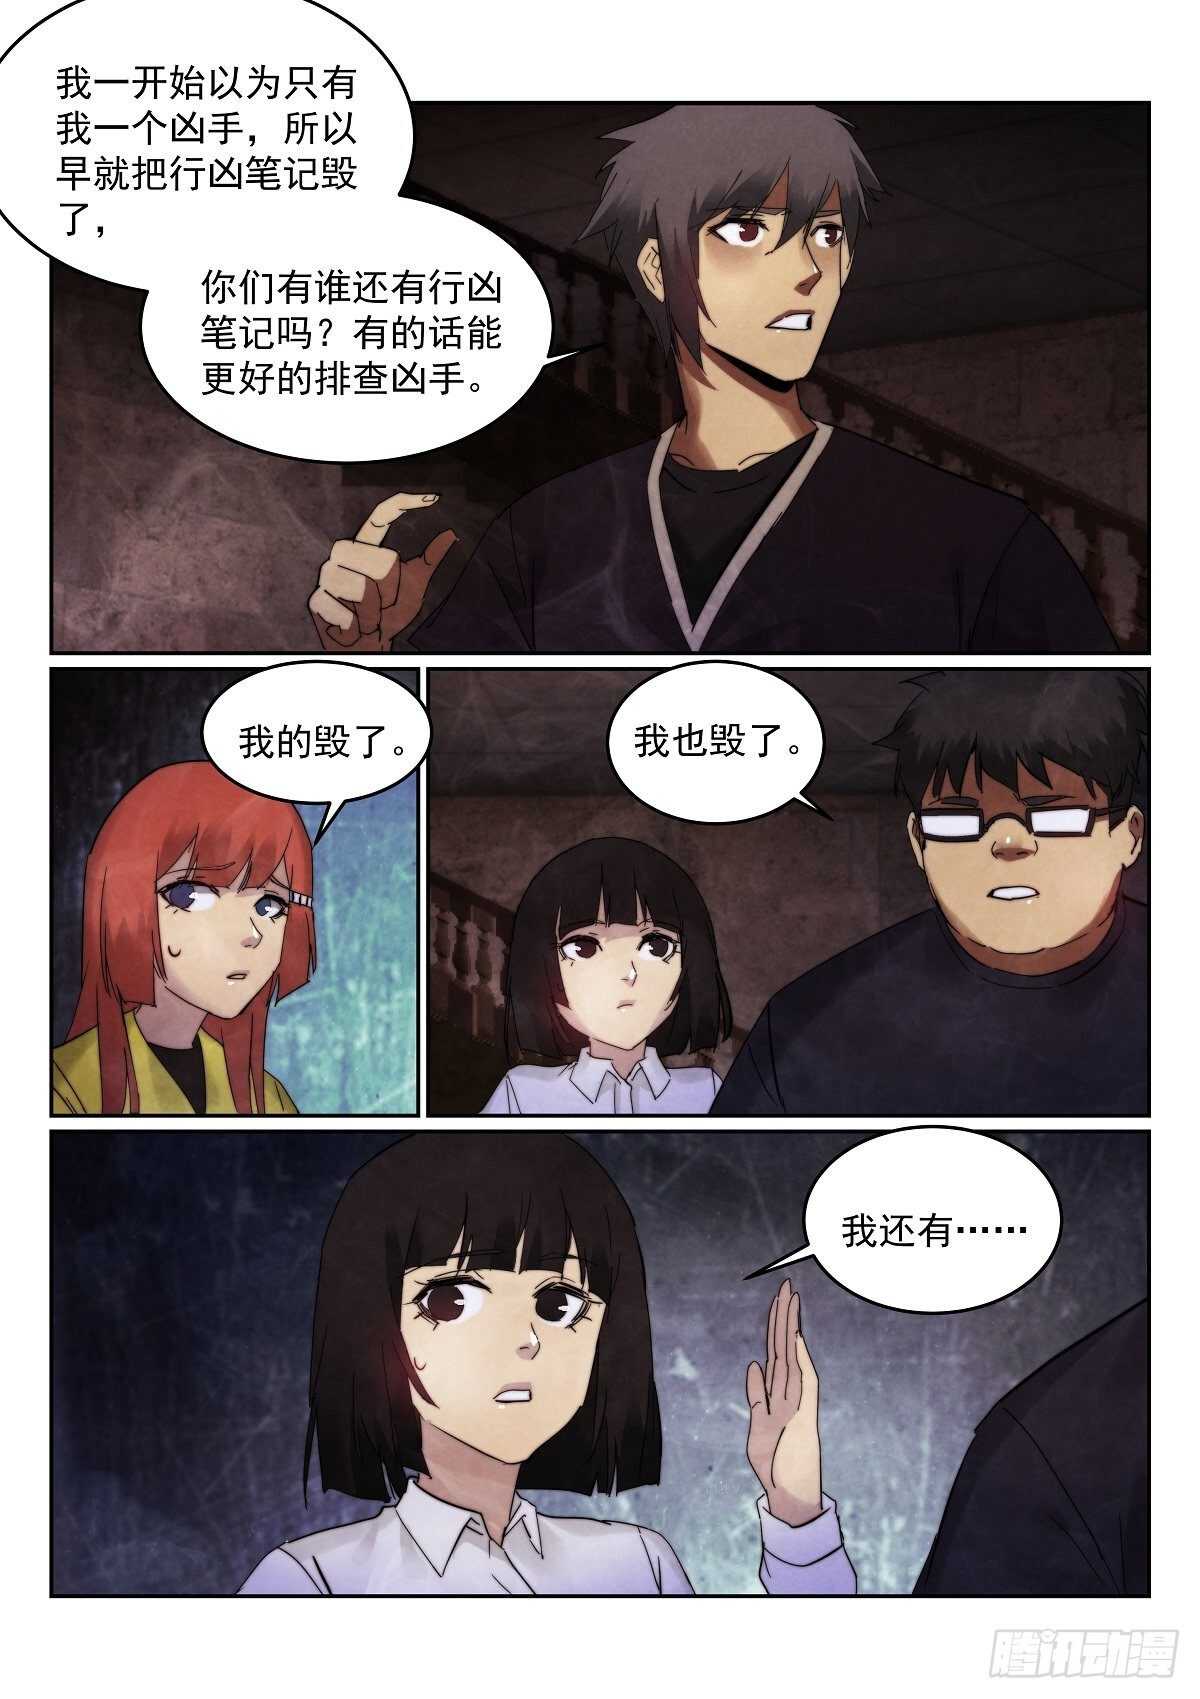 我一开始以为只有
我一个凶手，所以
早就把行凶笔记毁
了，
你们有谁还有行凶
笔记吗？有的话能
更好的排查凶手。
我的毁了。
我也毁了。
我还有……
腾讯动漫